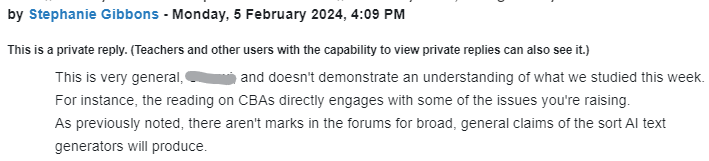 by Stephanie Gibbons - Monday, 5 February 2024, 4:09 PM
This is a private reply. (Teachers and other users with the capability to view private replies can also see it.)
This is very general, and doesn't demonstrate an understanding of what we studied this week.
For instance, the reading on CBAs directly engages with some of the issues you're raising.
As previously noted, there aren't marks in the forums for broad, general claims of the sort AI text
generators will produce.